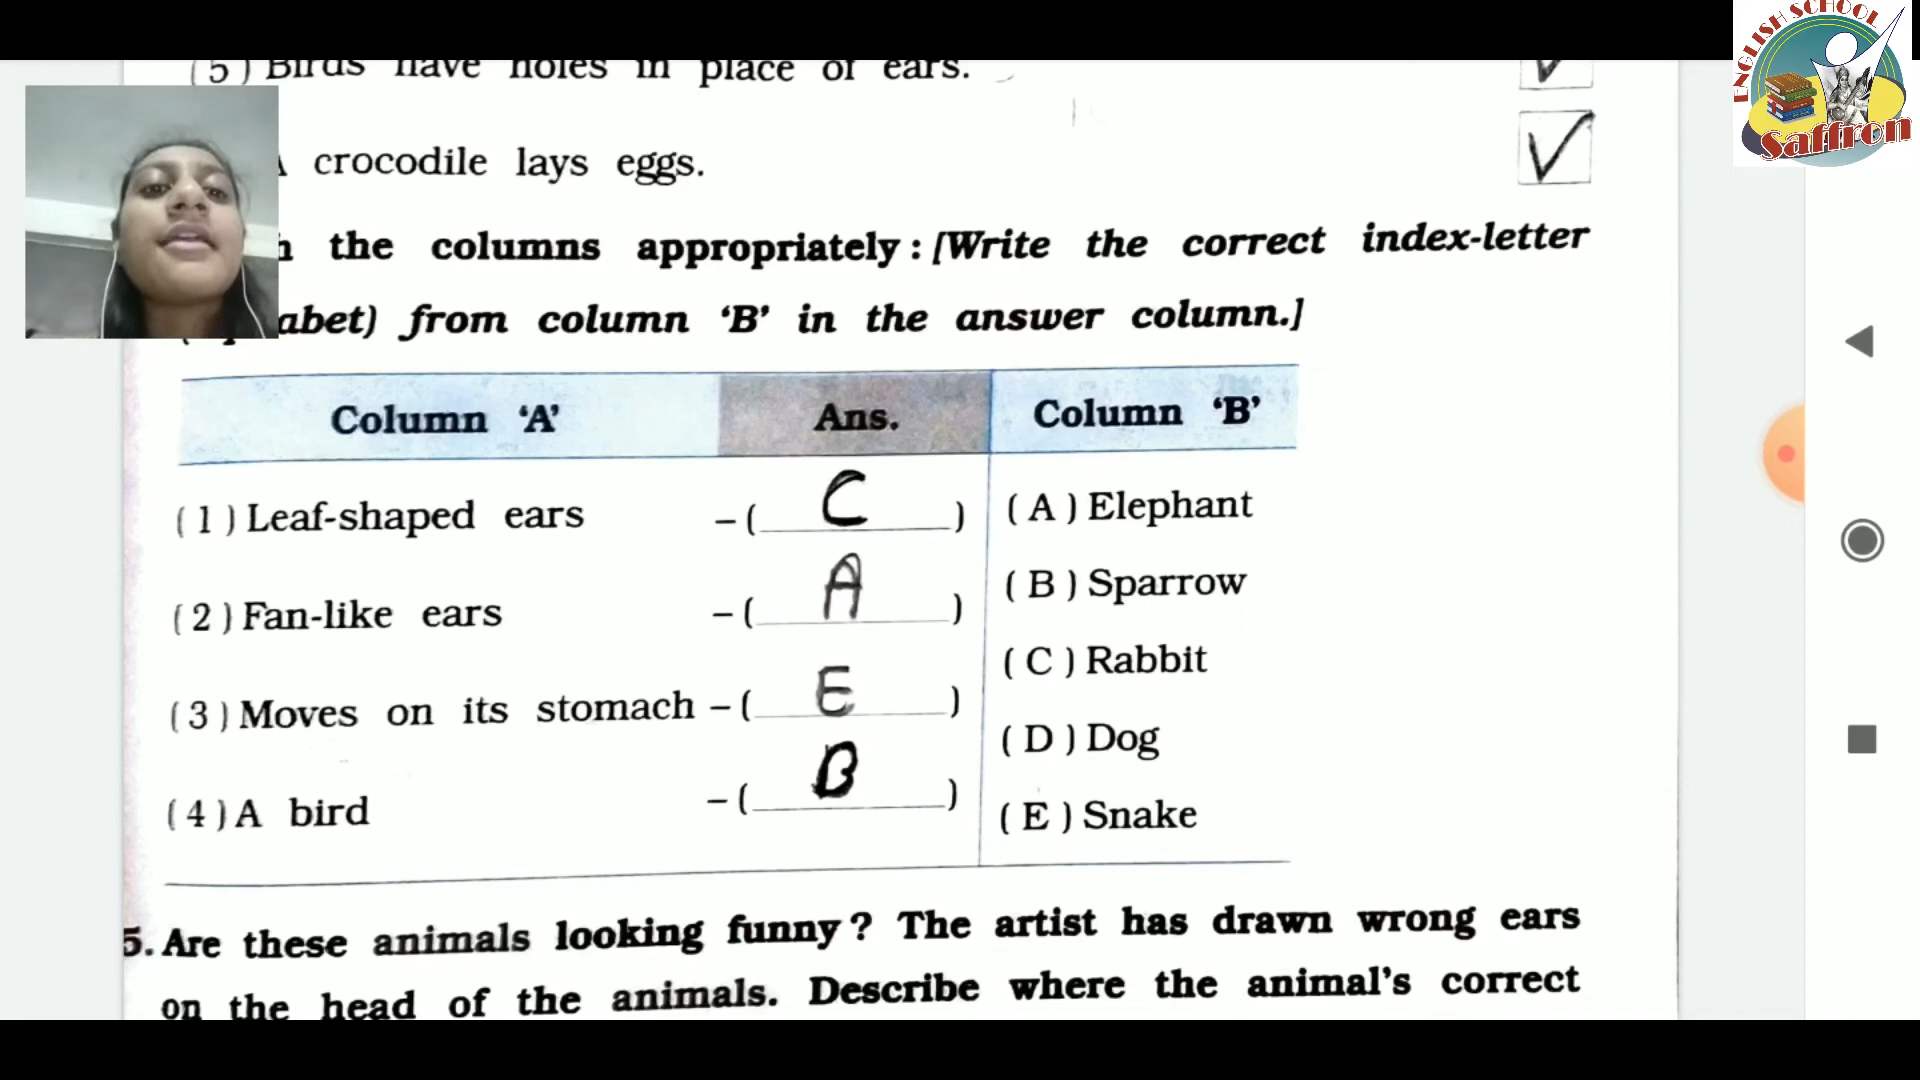 (5) Birds have holes in place of ears.
crocodile lays eggs.
the columns appropriately : [Write the correct index-letter
from column ‘B’ in the answer column.]
Column ‘A’ Ans. Column ‘B’
(1) Leaf-shaped ears – ( C ) (A) Elephant
(2) Fan-like ears – ( A ) (B) Sparrow
(3) Moves on its stomach – ( E ) (C) Rabbit
(4) A bird – ( B ) (D) Dog
(E) Snake
5. Are these animals looking funny ? The artist has drawn wrong ears
on the head of the animals. Describe where the animal’s correct
ENGLISH SCHOOL
Saffron